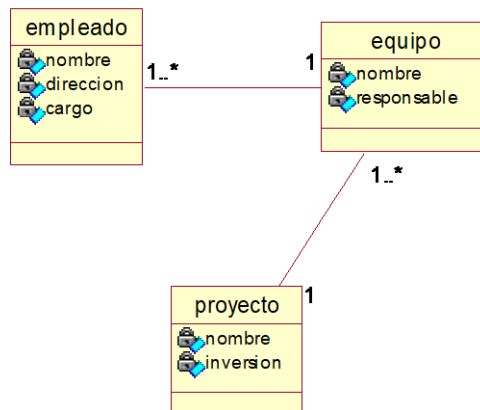 empleado
nombre
direccion
cargo
1..*
1
equipo
nombre
responsable
1..*
1
proyecto
nombre
inversion